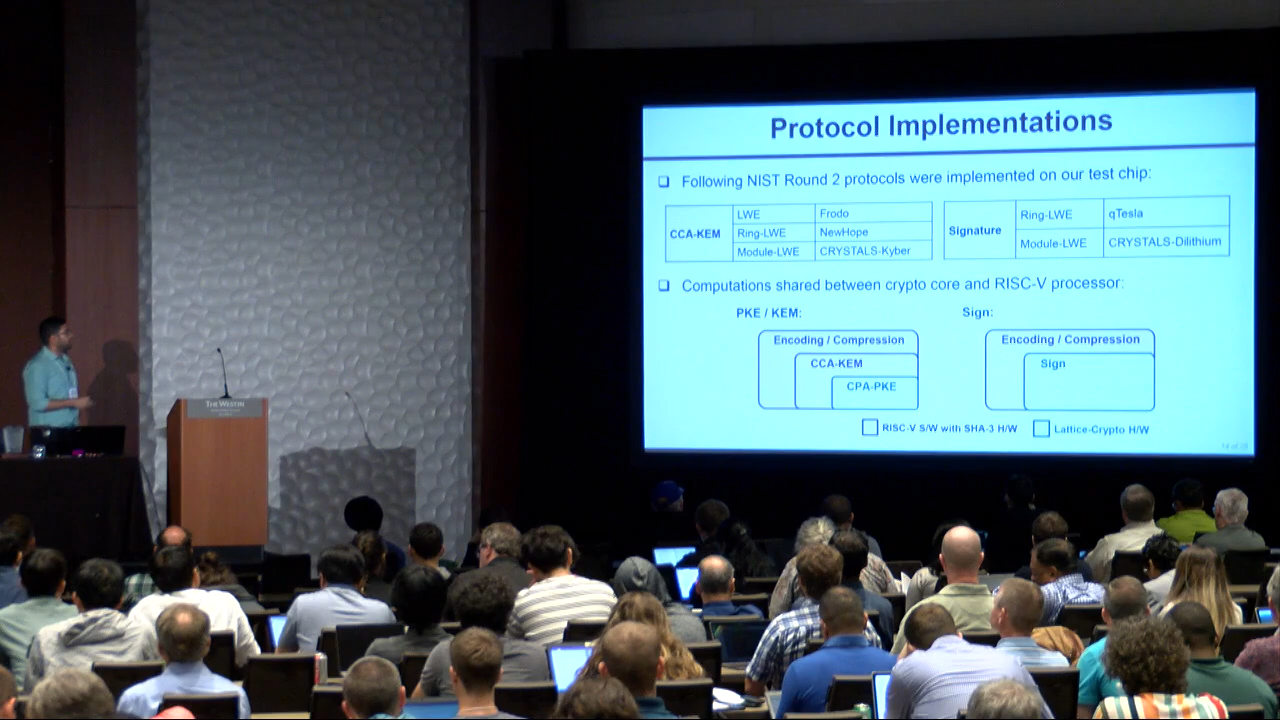 Protocol Implementations
❑ Following NIST Round 2 protocols were implemented on our test chip:
CCA-KEM
LWE Frodo
Ring-LWE NewHope
Module-LWE CRYSTALS-Kyber
Signature
Ring-LWE qTesla
Module-LWE CRYSTALS-Dilithium
❑ Computations shared between crypto core and RISC-V processor:
PKE / KEM:
Encoding / Compression
CCA-KEM
CPA-PKE
Sign:
Encoding / Compression
Sign
RISC-V S/W with SHA-3 H/W
Lattice-Crypto H/W
THE WESTIN